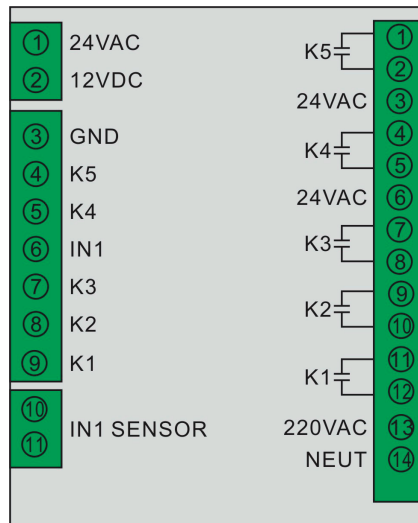 ① 24VAC
② 12VDC
③ GND
④ K5
⑤ K4
⑥ IN1
⑦ K3
⑧ K2
⑨ K1
⑩
⑪
IN1 SENSOR
K5
①
②
24VAC ③
K4
④
⑤
24VAC ⑥
K3
⑦
⑧
K2
⑨
⑩
K1
⑪
⑫
220VAC ⑬
NEUT ⑭